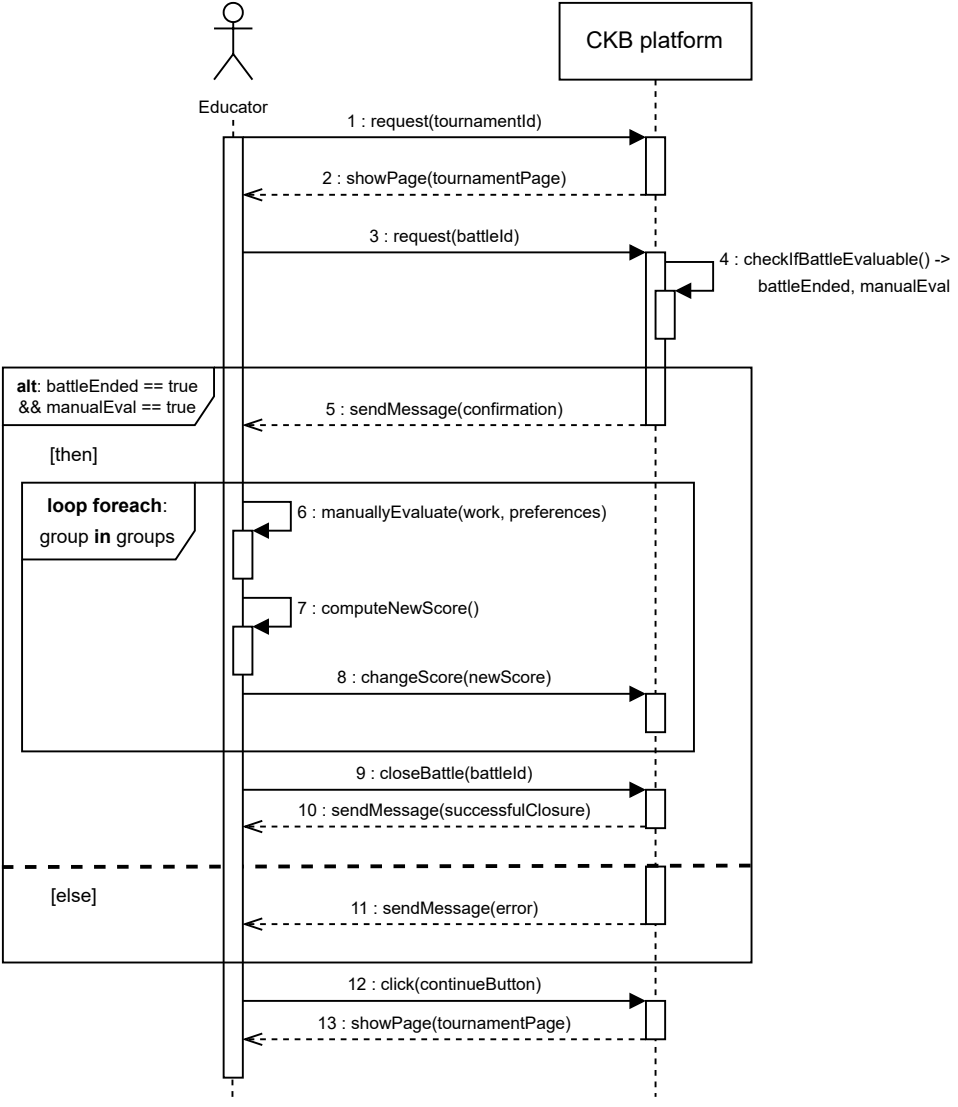 CKB platform
Educator
1 : request(tournamentId)
2 : showPage(tournamentPage)
3 : request(battleId)
4 : checkIfBattleEvaluable() ->
battleEnded, manualEval
alt: battleEnded == true
&& manualEval == true
5 : sendMessage(confirmation)
[then]
loop foreach:
group in groups
6 : manuallyEvaluate(work, preferences)
7 : computeNewScore()
8 : changeScore(newScore)
9 : closeBattle(battleId)
10 : sendMessage(successfulClosure)
[else]
11 : sendMessage(error)
12 : click(continueButton)
13 : showPage(tournamentPage)